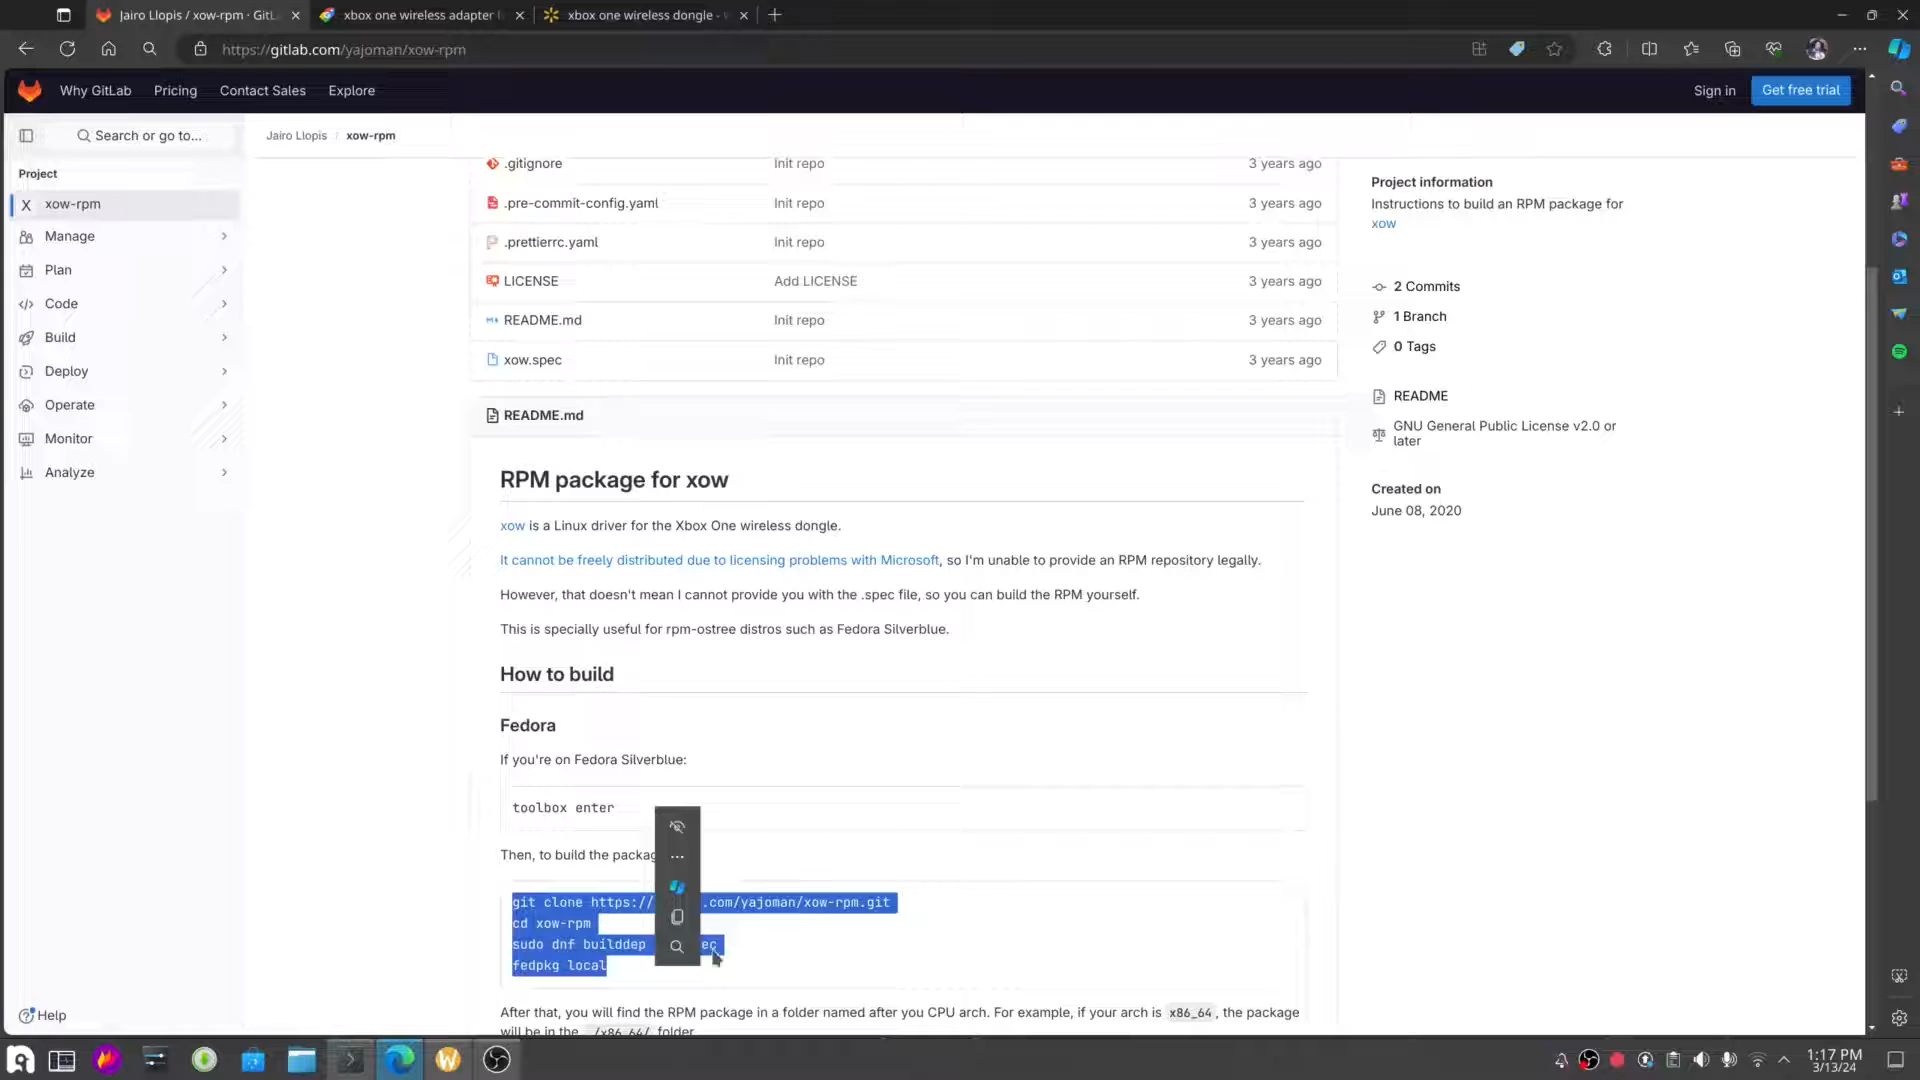 Jairo Llopis / xow-rpm · GitL
xbox one wireless adapter
xbox one wireless dongle -
https://gitlab.com/yajoman/xow-rpm
Why GitLab
Pricing
Contact Sales
Explore
Sign in
Get free trial
Search or go to...
Jairo Llopis / xow-rpm
Project
X xow-rpm
Manage
Plan
Code
Build
Deploy
Operate
Monitor
Analyze
Help
.gitignore Init repo 3 years ago
.pre-commit-config.yaml Init repo 3 years ago
.prettierrc.yaml Init repo 3 years ago
LICENSE Add LICENSE 3 years ago
README.md Init repo 3 years ago
xow.spec Init repo 3 years ago
README.md
RPM package for xow
xow is a Linux driver for the Xbox One wireless dongle.
It cannot be freely distributed due to licensing problems with Microsoft, so I'm unable to provide an RPM repository legally.
However, that doesn't mean I cannot provide you with the .spec file, so you can build the RPM yourself.
This is specially useful for rpm-ostree distros such as Fedora Silverblue.
How to build
Fedora
If you're on Fedora Silverblue:
toolbox enter
Then, to build the packag
git clone https:// .com/yajoman/xow-rpm.git
cd xow-rpm
sudo dnf builddep ec
fedpkg local
After that, you will find the RPM package in a folder named after you CPU arch. For example, if your arch is x86_64, the package
will be in the ./x86_64/ folder
Project information
Instructions to build an RPM package for
xow
2 Commits
1 Branch
0 Tags
README
GNU General Public License v2.0 or
later
Created on
June 08, 2020
1:17 PM
3/13/24